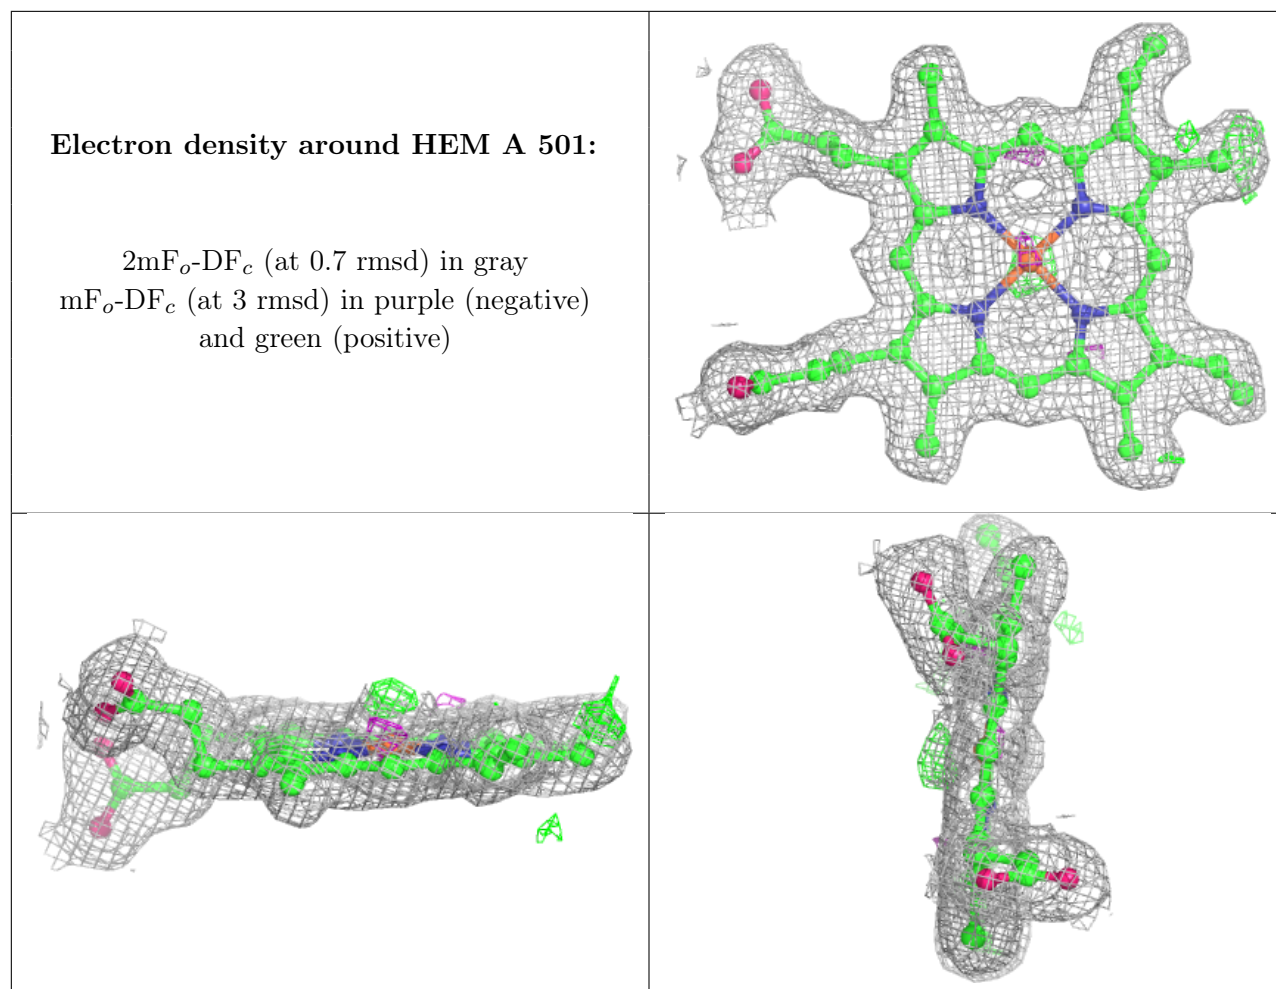 Electron density around HEM A 501:
2mFo-DFc (at 0.7 rmsd) in gray
mFo-DFc (at 3 rmsd) in purple (negative)
and green (positive)